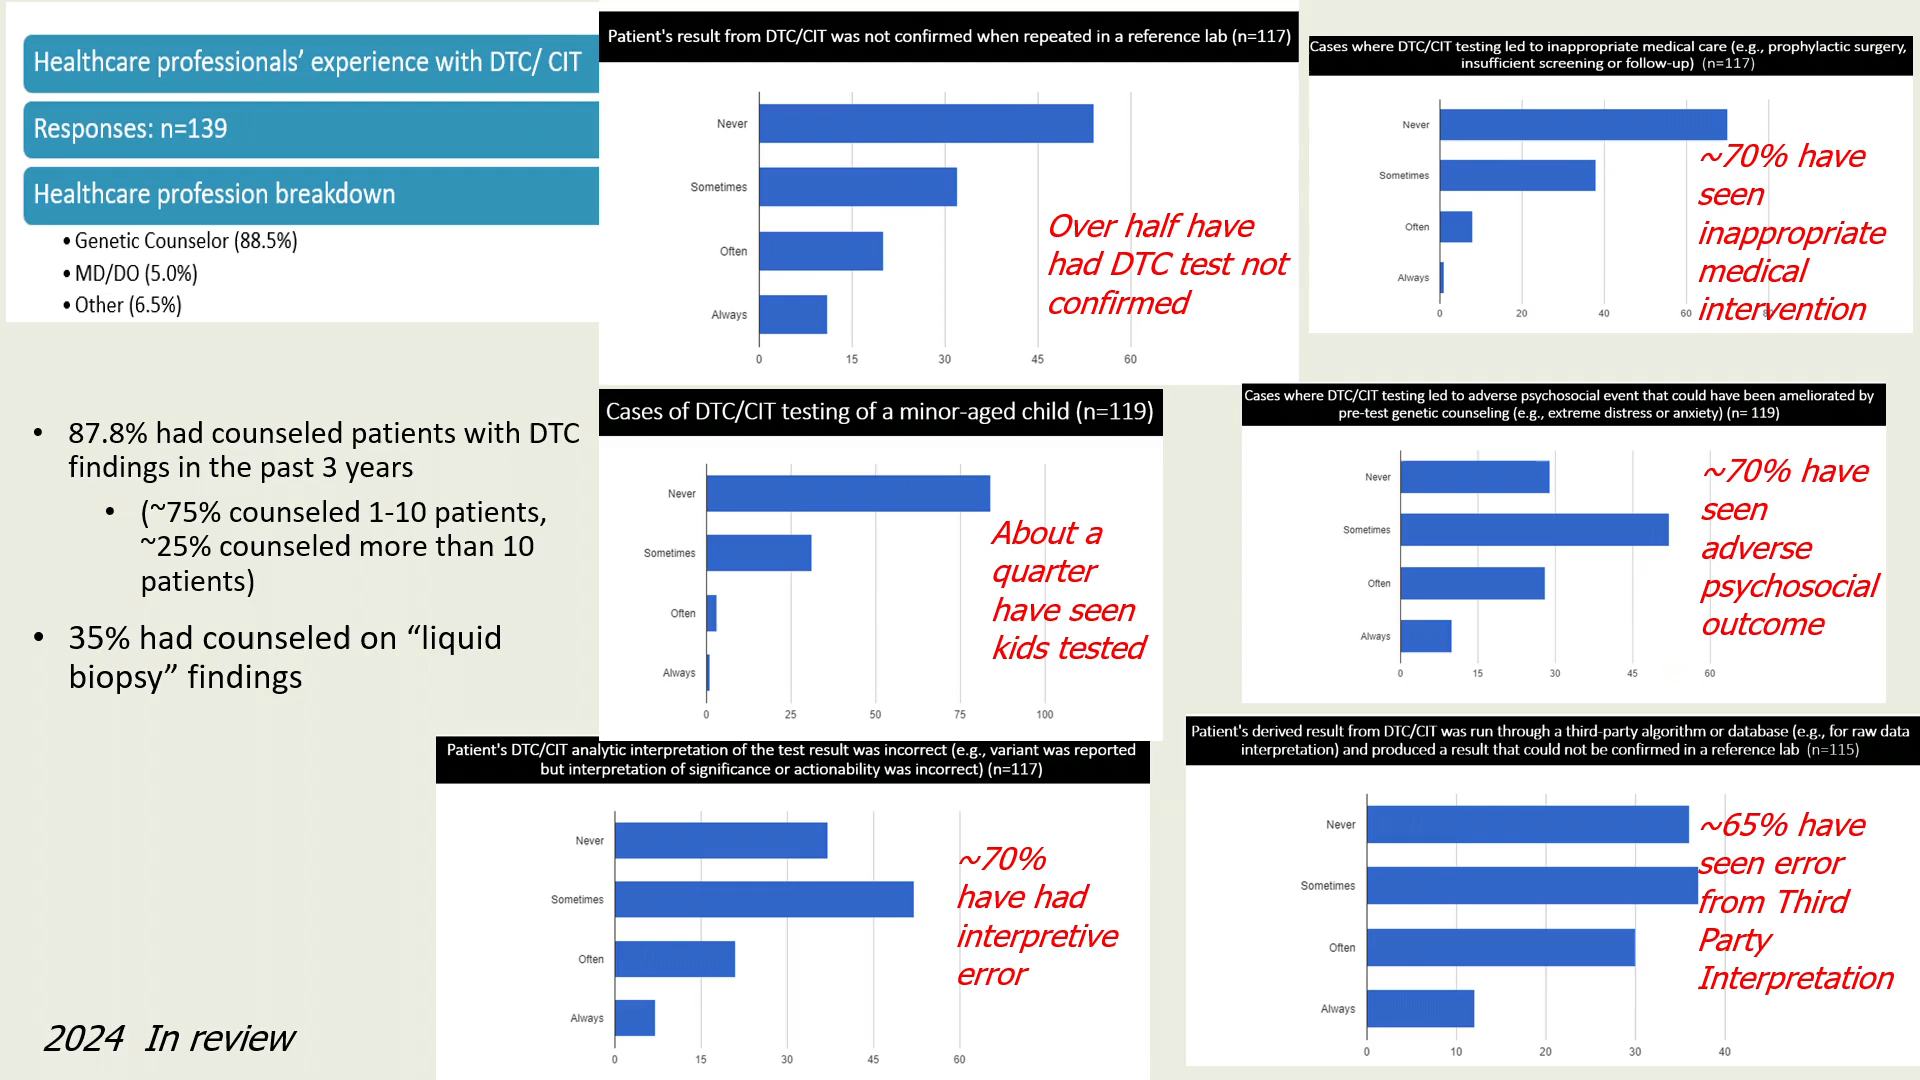 Healthcare professionals’ experience with DTC/ CIT
Responses: n=139
Healthcare profession breakdown
• Genetic Counselor (88.5%)
• MD/DO (5.0%)
• Other (6.5%)
• 87.8% had counseled patients with DTC
findings in the past 3 years
• (~75% counseled 1-10 patients,
~25% counseled more than 10
patients)
• 35% had counseled on “liquid
biopsy” findings
2024 In review
Patient's result from DTC/CIT was not confirmed when repeated in a reference lab (n=117)
Never
Sometimes
Often
Always
0 15 30 45 60
Over half have
had DTC test not
confirmed
Cases where DTC/CIT testing led to inappropriate medical care (e.g., prophylactic surgery,
insufficient screening or follow-up) (n=117)
Never
Sometimes
Often
Always
0 20 40 60 80
~70% have
seen
inappropriate
medical
intervention
Cases of DTC/CIT testing of a minor-aged child (n=119)
Never
Sometimes
Often
Always
0 25 50 75 100
About a
quarter
have seen
kids tested
Cases where DTC/CIT testing led to adverse psychosocial event that could have been ameliorated by
pre-test genetic counseling (e.g., extreme distress or anxiety) (n= 119)
Never
Sometimes
Often
Always
0 15 30 45 60
~70% have
seen
adverse
psychosocial
outcome
Patient's DTC/CIT analytic interpretation of the test result was incorrect (e.g., variant was reported
but interpretation of significance or actionability was incorrect) (n=117)
Never
Sometimes
Often
Always
0 15 30 45 60
~70%
have had
interpretive
error
Patient's derived result from DTC/CIT was run through a third-party algorithm or database (e.g., for raw data
interpretation) and produced a result that could not be confirmed in a reference lab (n=115)
Never
Sometimes
Often
Always
0 10 20 30 40
~65% have
seen error
from Third
Party
Interpretation